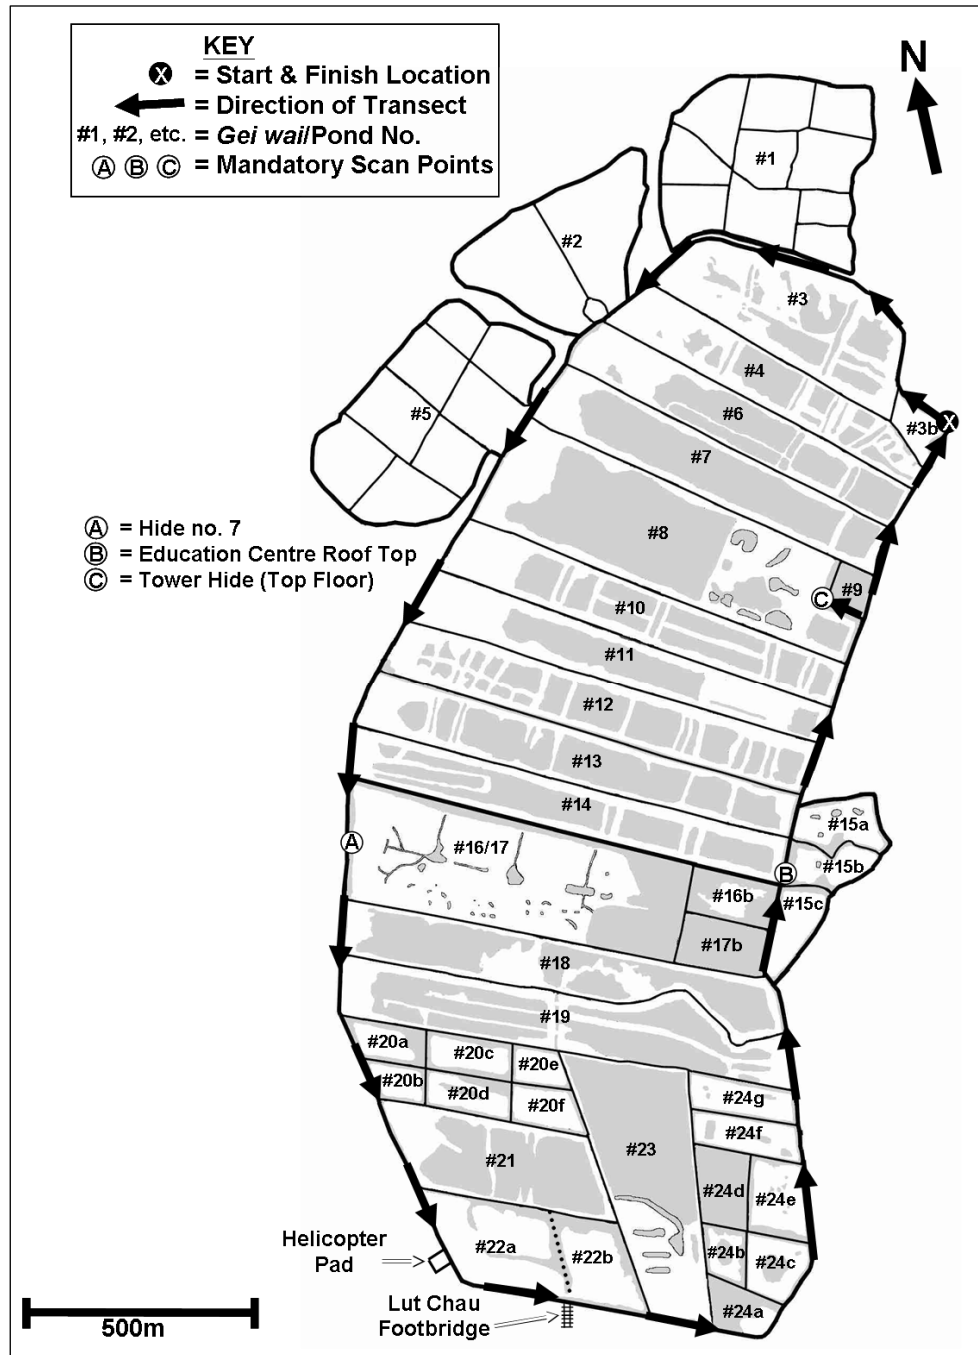 KEY
X = Start & Finish Location
= Direction of Transect
#1, #2, etc. = Gei wai/Pond No.
A B C = Mandatory Scan Points
N
#1
#2
#3
#4
#5
#6
#3b
X
#7
A = Hide no. 7
B = Education Centre Roof Top
C = Tower Hide (Top Floor)
#8
#9
C
#10
#11
#12
#13
#14
#15a
A
#16/17
#15b
B
#16b
#15c
#17b
#18
#19
#20a
#20c
#20e
#20b
#20d
#20f
#24g
#24f
#21
#23
#24d
#24e
Helicopter
Pad
#22a
#22b
#24b
#24c
Lut Chau
Footbridge
#24a
500m